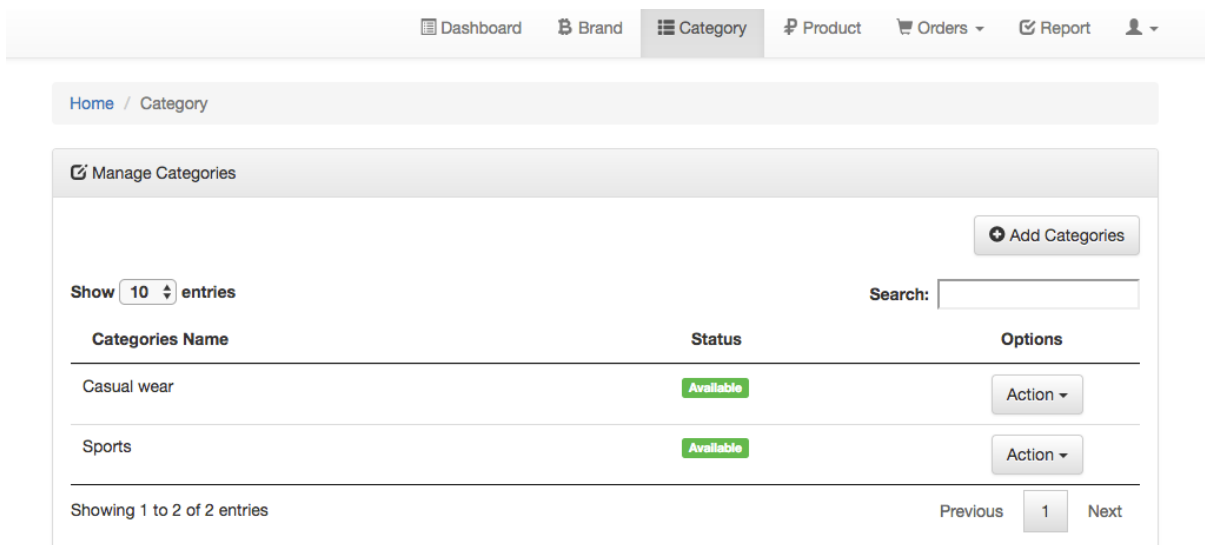 Dashboard Brand Category Product Orders Report
Home / Category
Manage Categories
Add Categories
Show 10 entries Search:
Categories Name Status Options
Casual wear Available Action
Sports Available Action
Showing 1 to 2 of 2 entries Previous 1 Next